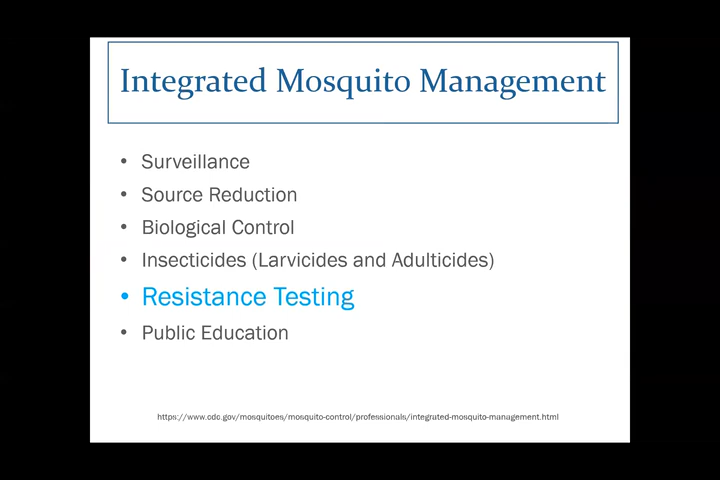 Integrated Mosquito Management
• Surveillance
• Source Reduction
• Biological Control
• Insecticides (Larvicides and Adulticides)
• Resistance Testing
• Public Education
https://www.cdc.gov/mosquitoes/mosquito-control/professionals/integrated-mosquito-management.html